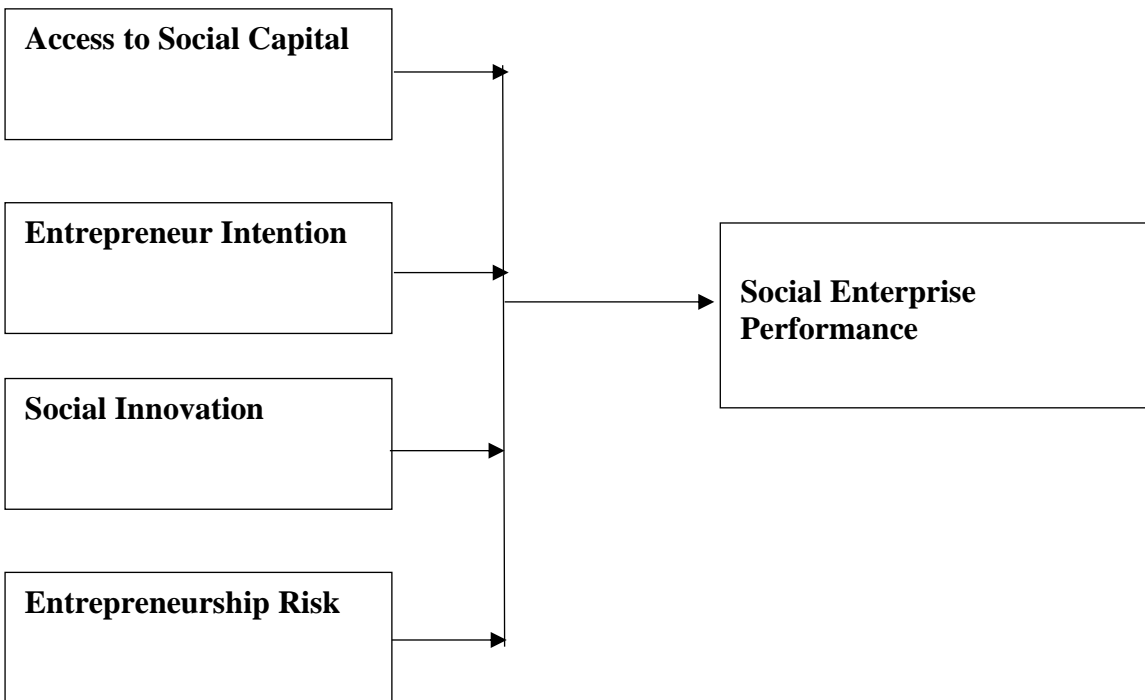 Access to Social Capital
Entrepreneur Intention
Social Enterprise
Performance
Social Innovation
Entrepreneurship Risk